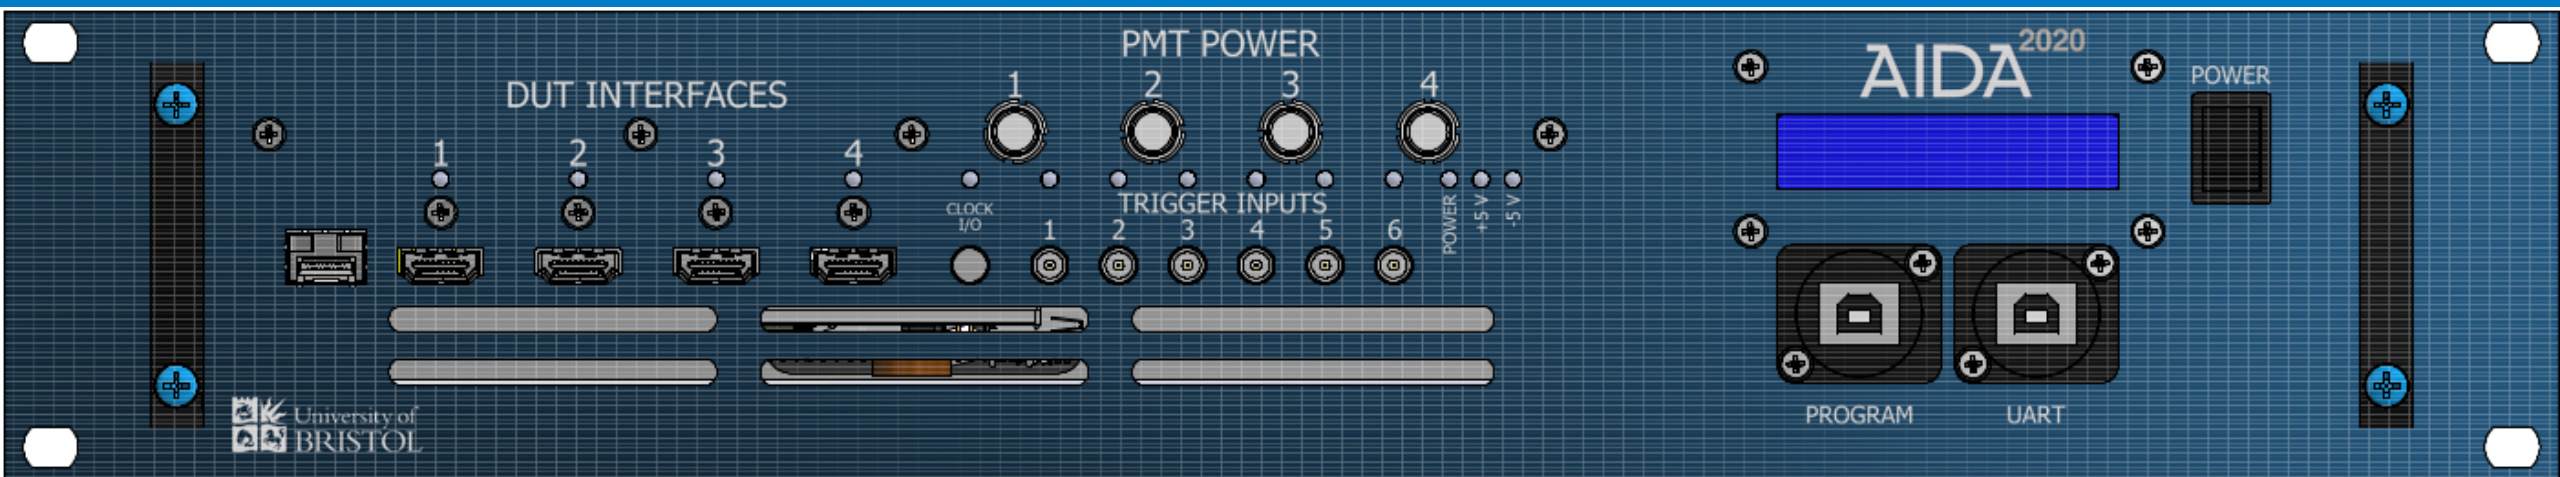 DUT INTERFACES
1 2 3 4
PMT POWER
1 2 3 4
CLOCK
I/O
TRIGGER INPUTS
1 2 3 4 5 6
POWER
+5 V
-5 V
AIDA2020
POWER
PROGRAM
UART
University of
BRISTOL